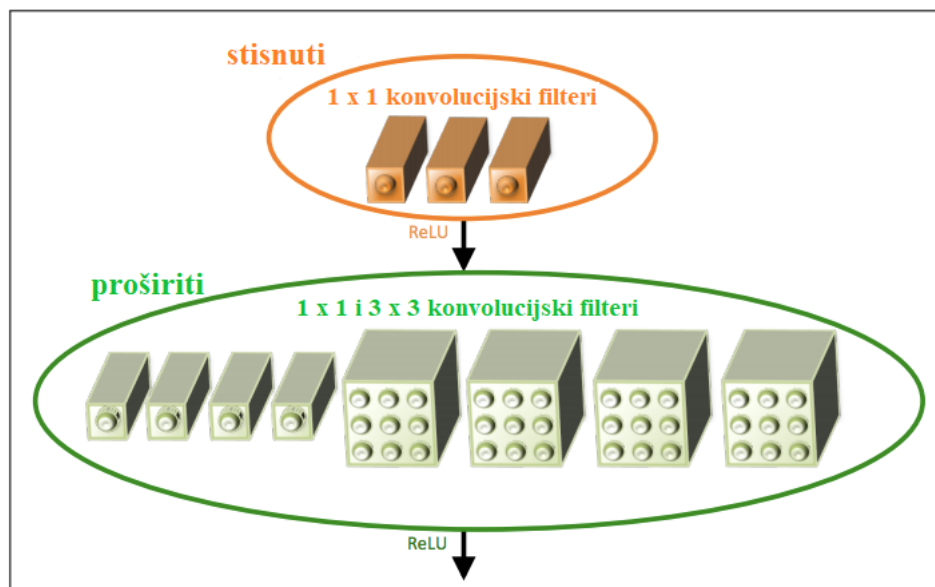 stisnuti
1 x 1 konvolucijski filteri
ReLU
proširiti
1 x 1 i 3 x 3 konvolucijski filteri
ReLU